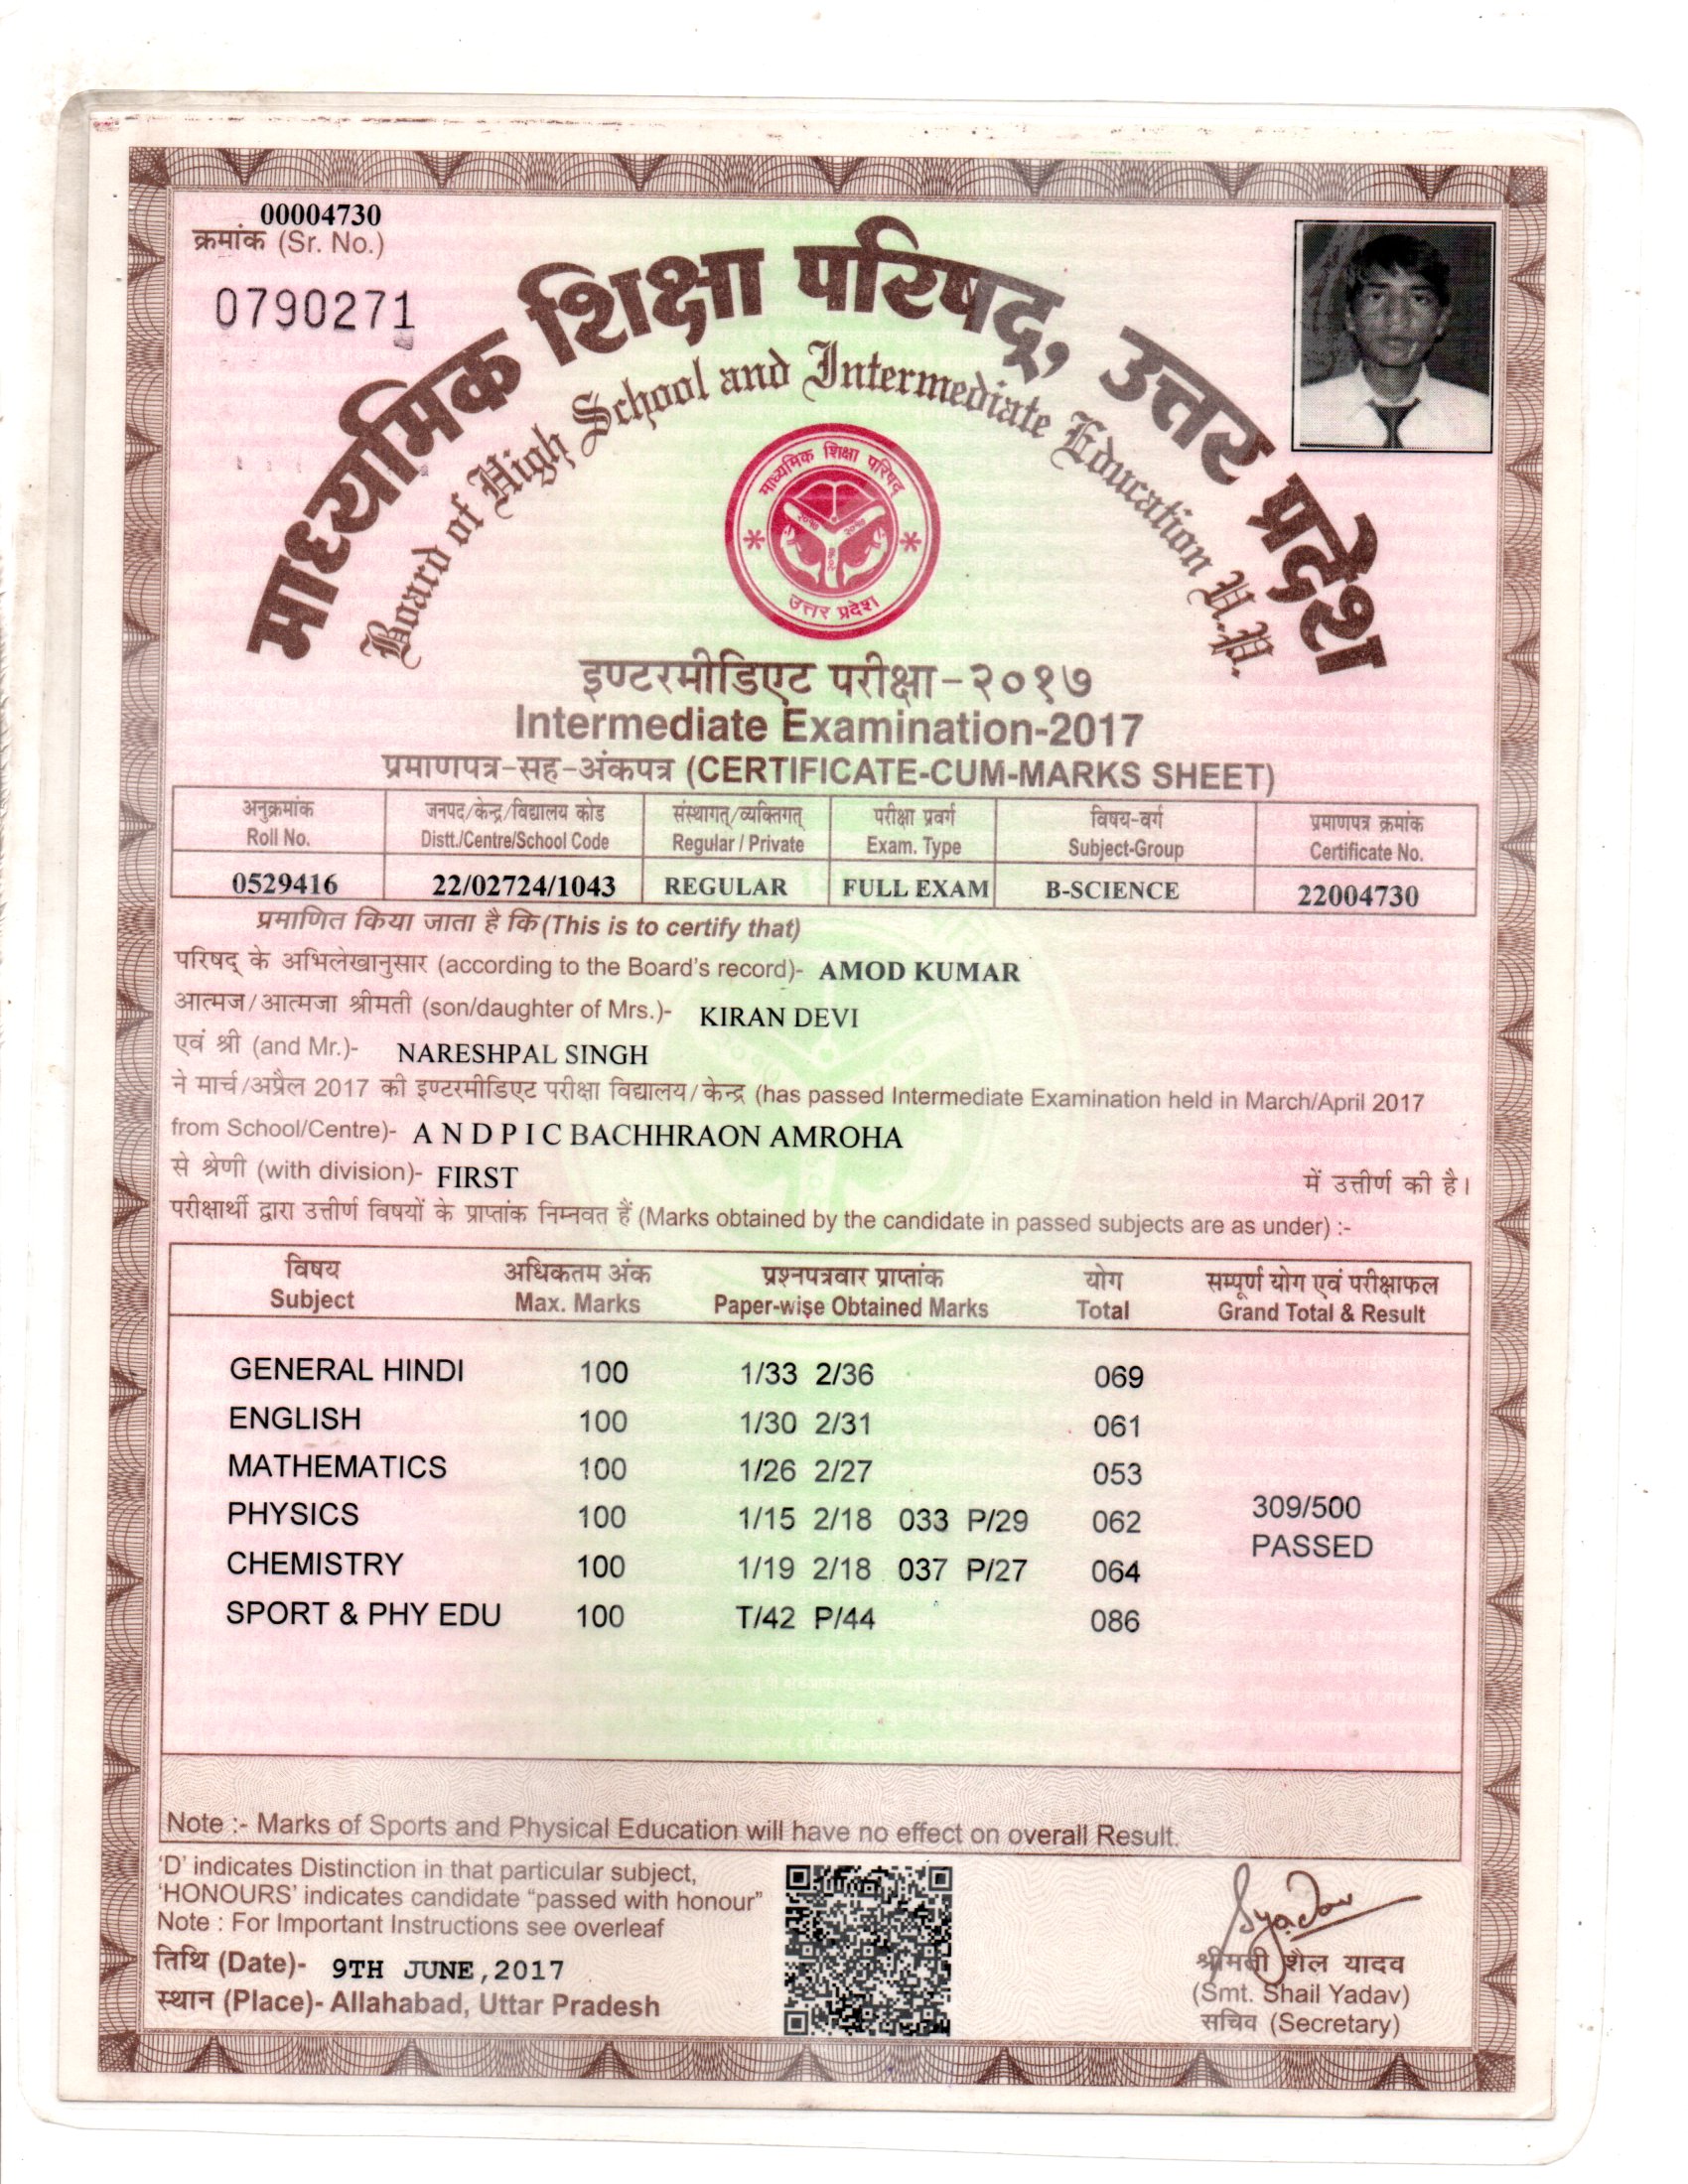 00004730
क्रमांक (Sr. No.)
0790271
माध्यमिक शिक्षा परिषद्, उत्तर प्रदेश
Board of High School and Intermediate Education U.P.
माध्यमिक शिक्षा परिषद्
उत्तर प्रदेश
इण्टरमीडिएट परीक्षा-२०१७
Intermediate Examination-2017
प्रमाणपत्र-सह-अंकपत्र (CERTIFICATE-CUM-MARKS SHEET)
अनुक्रमांक जनपद/केन्द्र/विद्यालय कोड संस्थागत्/व्यक्तिगत् परीक्षा प्रवर्ग विषय-वर्ग प्रमाणपत्र क्रमांक
Roll No. Distt./Centre/School Code Regular / Private Exam. Type Subject-Group Certificate No.
0529416 22/02724/1043 REGULAR FULL EXAM B-SCIENCE 22004730
प्रमाणित किया जाता है कि (This is to certify that)
परिषद् के अभिलेखानुसार (according to the Board's record)- AMOD KUMAR
आत्मज/आत्मजा श्रीमती (son/daughter of Mrs.)- KIRAN DEVI
एवं श्री (and Mr.)- NARESHPAL SINGH
ने मार्च/अप्रैल 2017 की इण्टरमीडिएट परीक्षा विद्यालय/केन्द्र (has passed Intermediate Examination held in March/April 2017
from School/Centre)- A N D P I C BACHHRAON AMROHA
से श्रेणी (with division)- FIRST में उत्तीर्ण की है।
परीक्षार्थी द्वारा उत्तीर्ण विषयों के प्राप्तांक निम्नवत हैं (Marks obtained by the candidate in passed subjects are as under) :-
विषय अधिकतम अंक प्रश्नपत्रवार प्राप्तांक योग सम्पूर्ण योग एवं परीक्षाफल
Subject Max. Marks Paper-wise Obtained Marks Total Grand Total & Result
GENERAL HINDI 100 1/33 2/36 069
ENGLISH 100 1/30 2/31 061
MATHEMATICS 100 1/26 2/27 053
PHYSICS 100 1/15 2/18 033 P/29 062 309/500
PASSED
CHEMISTRY 100 1/19 2/18 037 P/27 064
SPORT & PHY EDU 100 T/42 P/44 086
Note :- Marks of Sports and Physical Education will have no effect on overall Result.
'D' indicates Distinction in that particular subject,
'HONOURS' indicates candidate "passed with honour"
Note : For Important Instructions see overleaf
तिथि (Date)- 9TH JUNE,2017
स्थान (Place)- Allahabad, Uttar Pradesh
Syadav
श्रीमती शैल यादव
(Smt. Shail Yadav)
सचिव (Secretary)